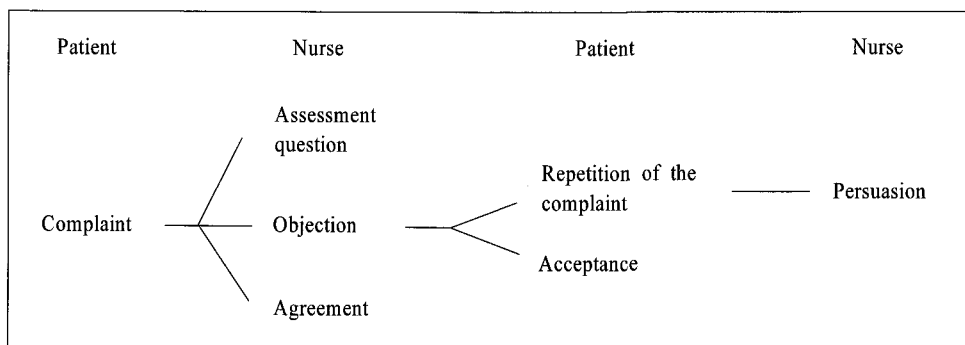 Patient Nurse Patient Nurse
Assessment
question
Repetition of the
complaint
Persuasion
Complaint
Objection
Acceptance
Agreement